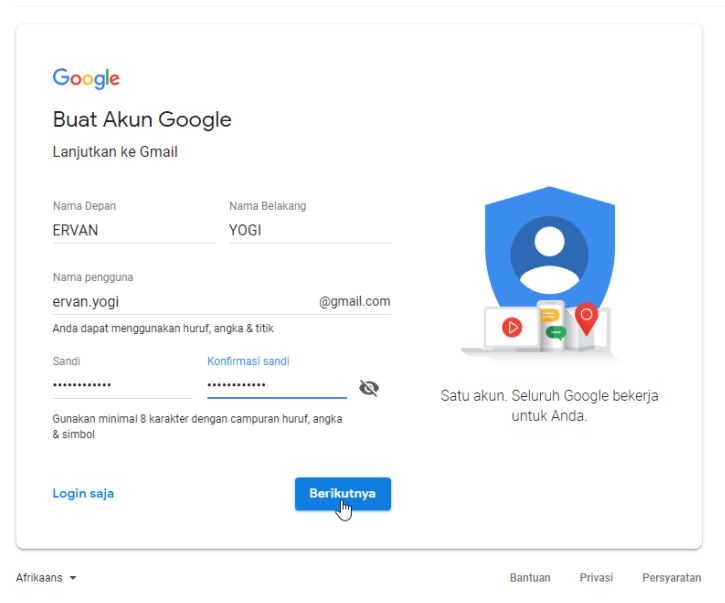 Google
Buat Akun Google
Lanjutkan ke Gmail
Nama Depan Nama Belakang
ERVAN YOGI
Nama pengguna
ervan.yogi @gmail.com
Anda dapat menggunakan huruf, angka & titik
Sandi Konfirmasi sandi
•••••••••••• ••••••••••••
Gunakan minimal 8 karakter dengan campuran huruf, angka
& simbol
Login saja Berikutnya
Satu akun. Seluruh Google bekerja
untuk Anda.
Afrikaans Bantuan Privasi Persyaratan